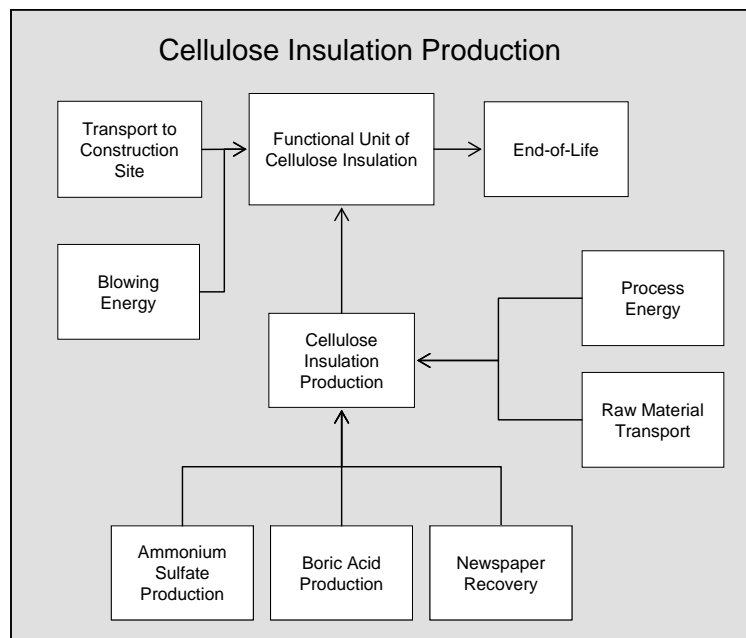 Cellulose Insulation Production
Transport to
Construction
Site
Functional Unit of
Cellulose Insulation
End-of-Life
Blowing
Energy
Process
Energy
Cellulose
Insulation
Production
Raw Material
Transport
Ammonium
Sulfate
Production
Boric Acid
Production
Newspaper
Recovery